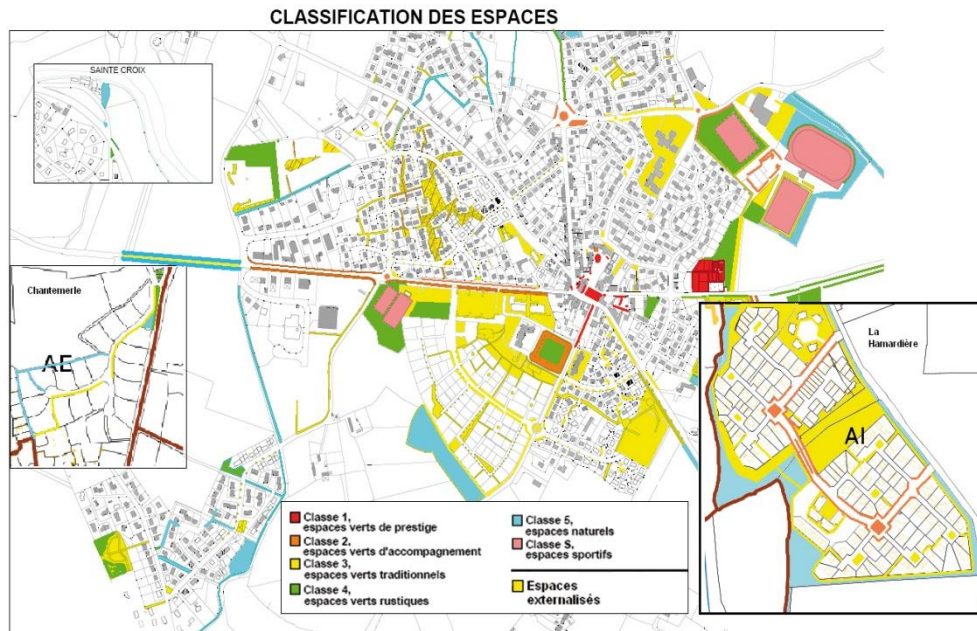 CLASSIFICATION DES ESPACES
SAINTE CROIX
Chantemerle
AE
La
Hamardière
AI
Classe 1,
espaces verts de prestige
Classe 2,
espaces verts d'accompagnement
Classe 3,
espaces verts traditionnels
Classe 4,
espaces verts rustiques
Classe 5,
espaces naturels
Classe S,
espaces sportifs
Espaces
externalisés